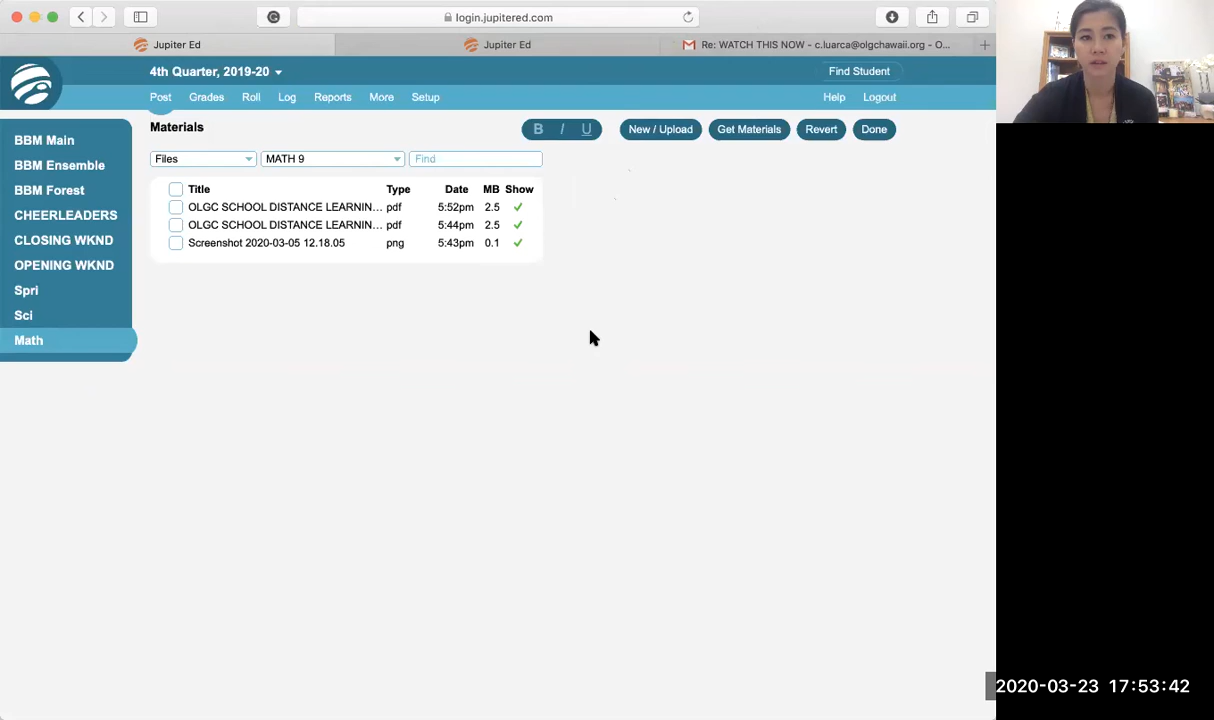 login.jupitered.com
Jupiter Ed
Jupiter Ed
Re: WATCH THIS NOW - c.luarca@olgchawaii.org - O...
4th Quarter, 2019-20
Find Student
Post Grades Roll Log Reports More Setup Help Logout
Materials
B I U
New / Upload
Get Materials
Revert
Done
BBM Main
BBM Ensemble
BBM Forest
CHEERLEADERS
CLOSING WKND
OPENING WKND
Spri
Sci
Math
Files
MATH 9
Find
Title Type Date MB Show
OLGC SCHOOL DISTANCE LEARNIN... pdf 5:52pm 2.5
OLGC SCHOOL DISTANCE LEARNIN... pdf 5:44pm 2.5
Screenshot 2020-03-05 12.18.05 png 5:43pm 0.1
2020-03-23 17:53:42